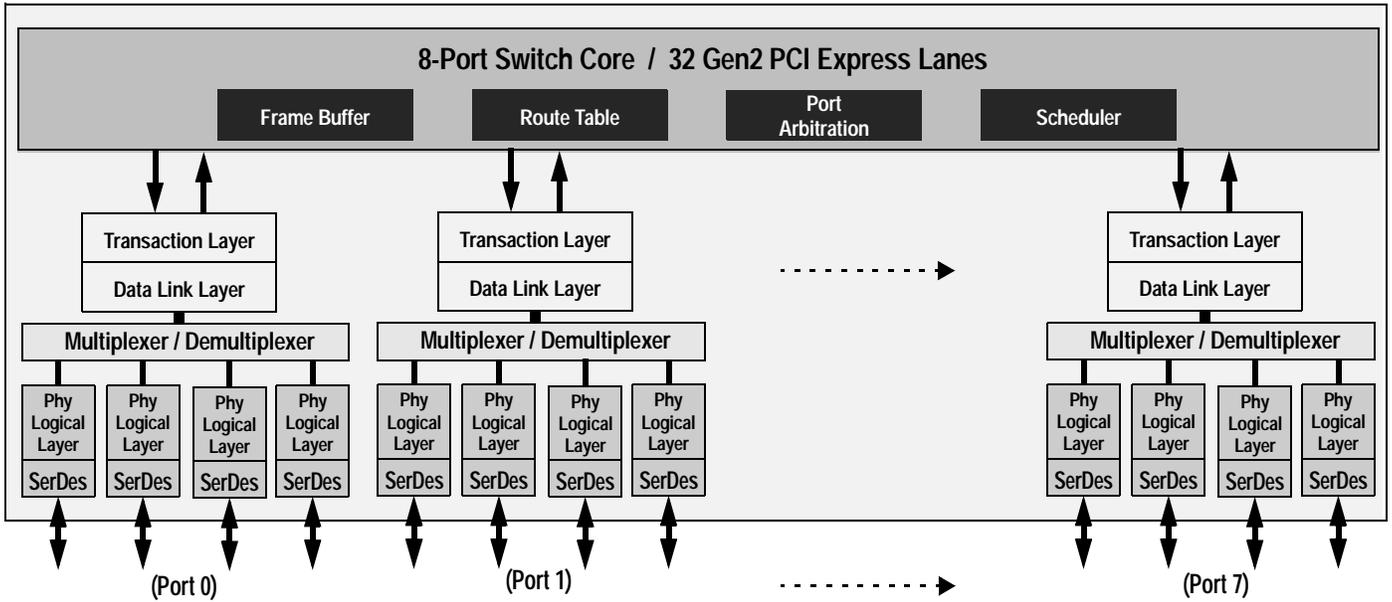 8-Port Switch Core / 32 Gen2 PCI Express Lanes
Frame Buffer
Route Table
Port
Arbitration
Scheduler
Transaction Layer
Data Link Layer
Multiplexer / Demultiplexer
Phy
Logical
Layer
SerDes
Phy
Logical
Layer
SerDes
Phy
Logical
Layer
SerDes
Phy
Logical
Layer
SerDes
(Port 0)
Transaction Layer
Data Link Layer
Multiplexer / Demultiplexer
Phy
Logical
Layer
SerDes
Phy
Logical
Layer
SerDes
Phy
Logical
Layer
SerDes
Phy
Logical
Layer
SerDes
(Port 1)
Transaction Layer
Data Link Layer
Multiplexer / Demultiplexer
Phy
Logical
Layer
SerDes
Phy
Logical
Layer
SerDes
Phy
Logical
Layer
SerDes
Phy
Logical
Layer
SerDes
(Port 7)